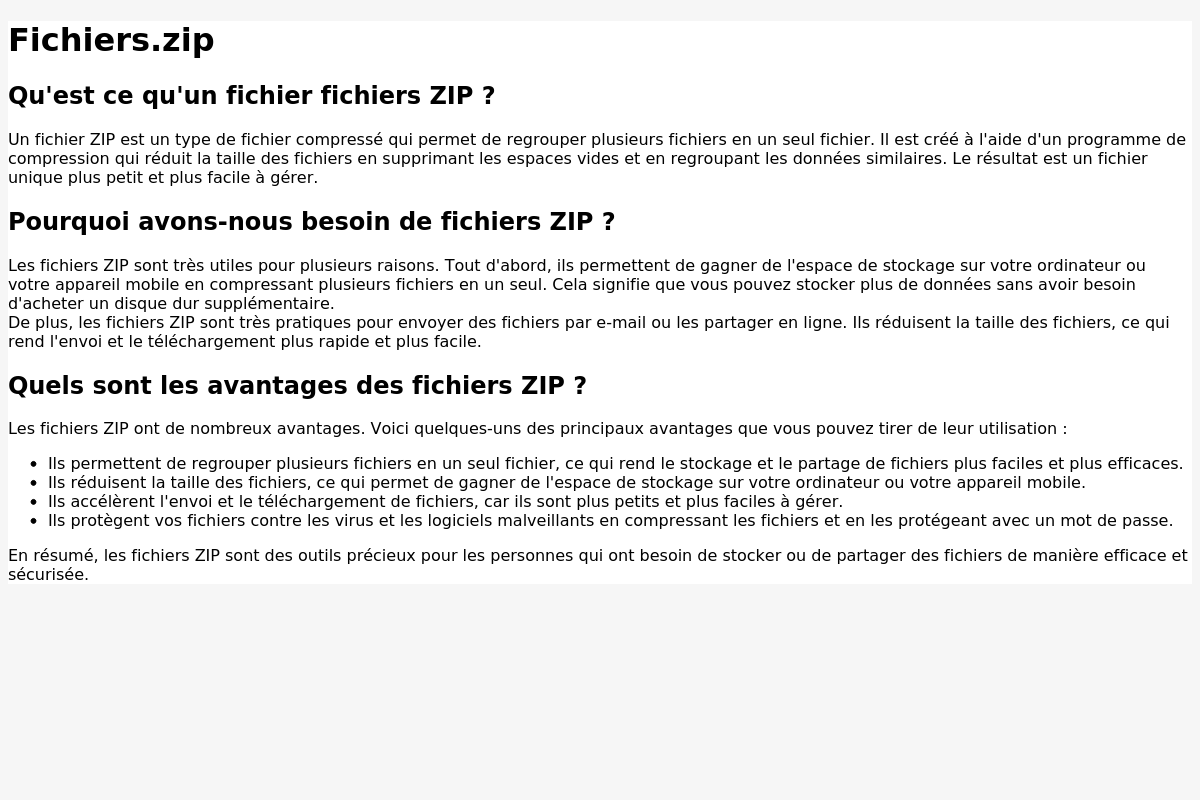 Fichiers.zip
Qu'est ce qu'un fichier fichiers ZIP ?
Un fichier ZIP est un type de fichier compressé qui permet de regrouper plusieurs fichiers en un seul fichier. Il est créé à l'aide d'un programme de
compression qui réduit la taille des fichiers en supprimant les espaces vides et en regroupant les données similaires. Le résultat est un fichier
unique plus petit et plus facile à gérer.
Pourquoi avons-nous besoin de fichiers ZIP ?
Les fichiers ZIP sont très utiles pour plusieurs raisons. Tout d'abord, ils permettent de gagner de l'espace de stockage sur votre ordinateur ou
votre appareil mobile en compressant plusieurs fichiers en un seul. Cela signifie que vous pouvez stocker plus de données sans avoir besoin
d'acheter un disque dur supplémentaire.
De plus, les fichiers ZIP sont très pratiques pour envoyer des fichiers par e-mail ou les partager en ligne. Ils réduisent la taille des fichiers, ce qui
rend l'envoi et le téléchargement plus rapide et plus facile.
Quels sont les avantages des fichiers ZIP ?
Les fichiers ZIP ont de nombreux avantages. Voici quelques-uns des principaux avantages que vous pouvez tirer de leur utilisation :
• Ils permettent de regrouper plusieurs fichiers en un seul fichier, ce qui rend le stockage et le partage de fichiers plus faciles et plus efficaces.
• Ils réduisent la taille des fichiers, ce qui permet de gagner de l'espace de stockage sur votre ordinateur ou votre appareil mobile.
• Ils accélèrent l'envoi et le téléchargement de fichiers, car ils sont plus petits et plus faciles à gérer.
• Ils protègent vos fichiers contre les virus et les logiciels malveillants en compressant les fichiers et en les protégeant avec un mot de passe.
En résumé, les fichiers ZIP sont des outils précieux pour les personnes qui ont besoin de stocker ou de partager des fichiers de manière efficace et
sécurisée.